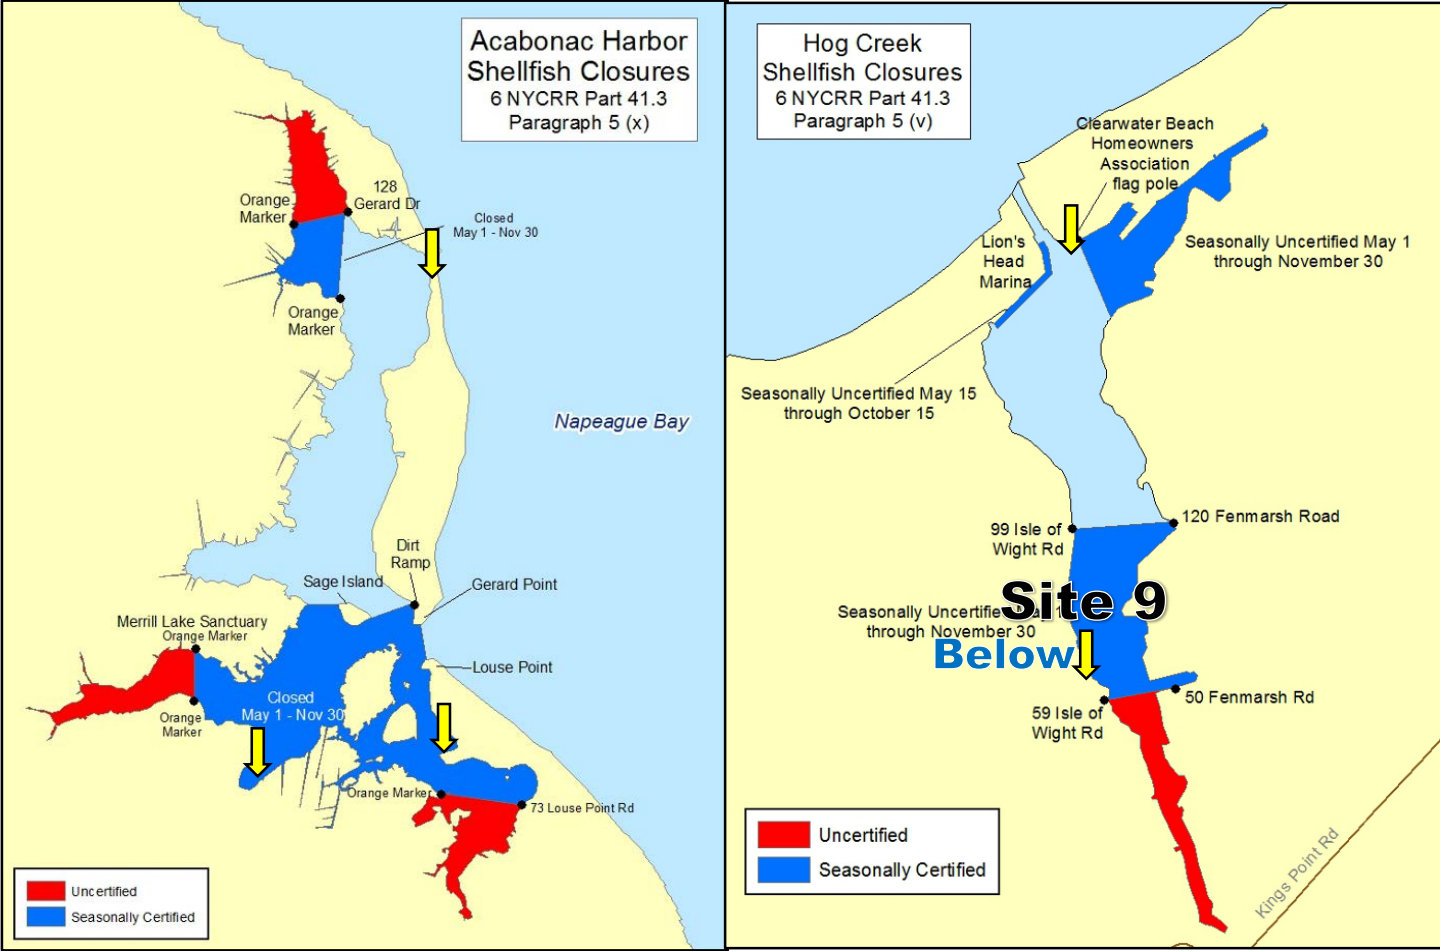 Acabonac Harbor
Shellfish Closures
6 NYCRR Part 41.3
Paragraph 5 (x)
128
Gerard Dr
Orange
Marker
Closed
May 1 - Nov 30
Orange
Marker
Napeague Bay
Dirt
Ramp
Sage Island
Gerard Point
Merrill Lake Sanctuary
Orange Marker
Louse Point
Closed
May 1 - Nov 30
Orange
Marker
Orange Marker
73 Louse Point Rd
Uncertified
Seasonally Certified
Hog Creek
Shellfish Closures
6 NYCRR Part 41.3
Paragraph 5 (v)
Clearwater Beach
Homeowners
Association
flag pole
Lion's
Head
Marina
Seasonally Uncertified May 1
through November 30
Seasonally Uncertified May 15
through October 15
99 Isle of
Wight Rd
120 Fenmarsh Road
Site 9
Seasonally
through November 30
Below
50 Fenmarsh Rd
59 Isle of
Wight Rd
Uncertified
Seasonally Certified
Kings Point Rd